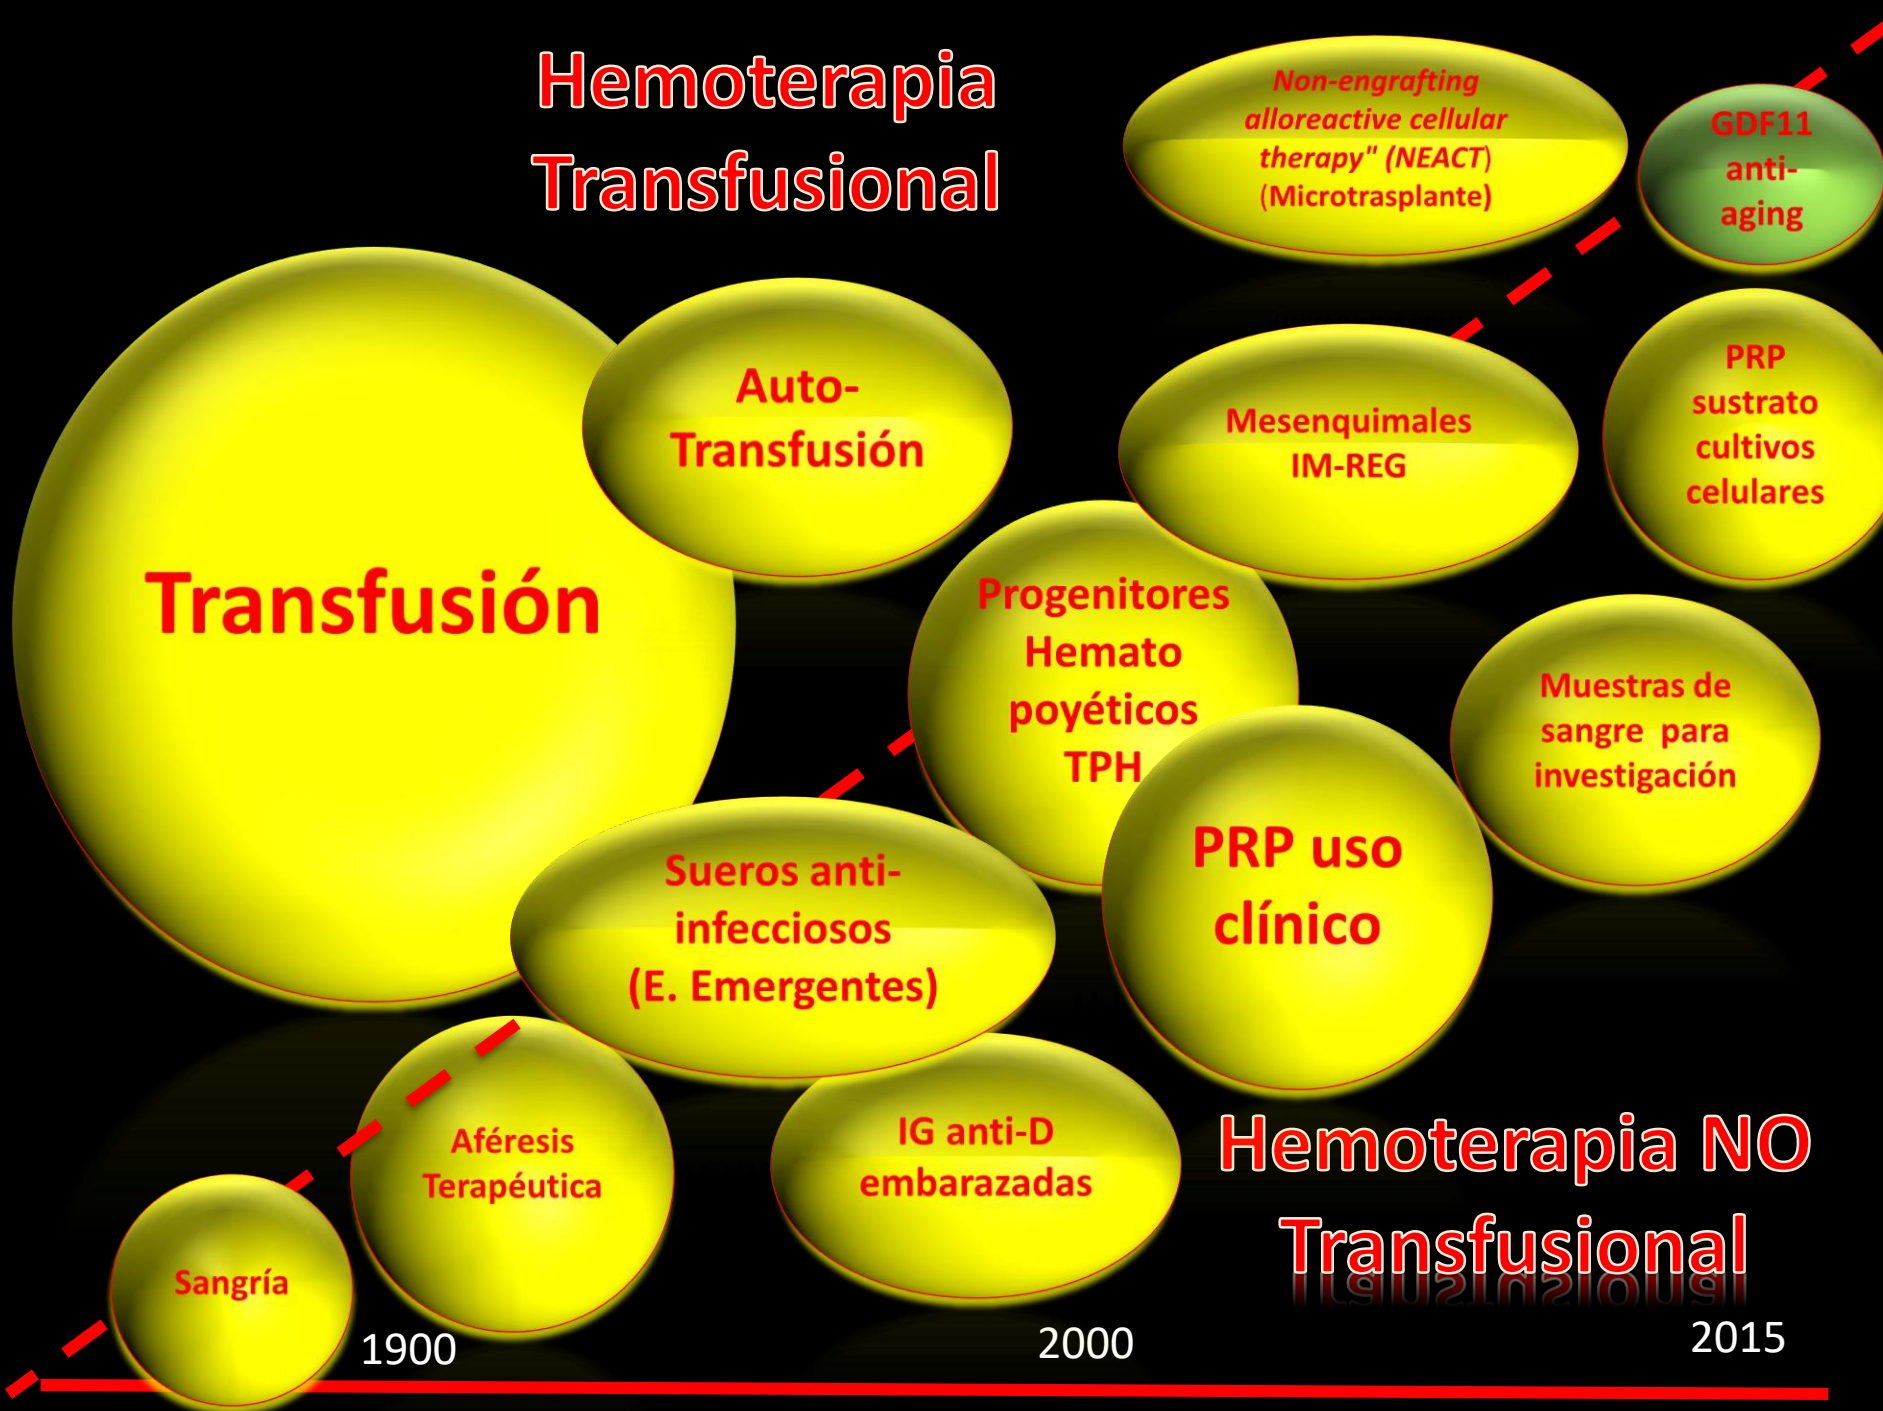 Hemoterapia
Transfusional
Non-engrafting
alloreactive cellular
therapy" (NEACT)
(Microtrasplante)
GDF11
anti-
aging
Auto-
Transfusión
Mesenquimales
IM-REG
PRP
sustrato
cultivos
celulares
Transfusión
Progenitores
Hemato
poyéticos
TPH
Muestras de
sangre para
investigación
PRP uso
clínico
Sueros anti-
infecciosos
(E. Emergentes)
Aféresis
Terapéutica
IG anti-D
embarazadas
Hemoterapia NO
Transfusional
Sangría
1900
2000
2015